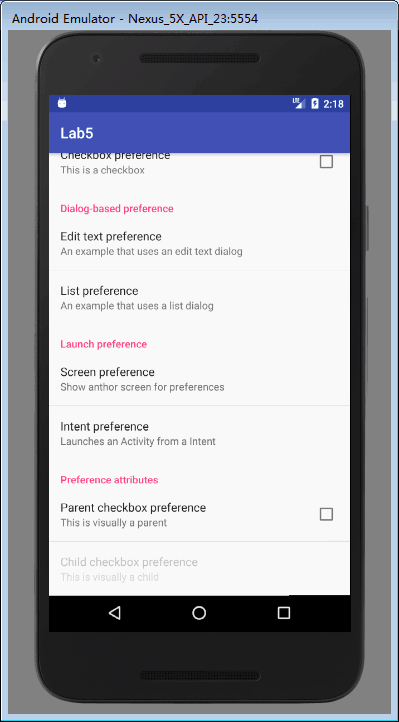 Android Emulator - Nexus_5X_API_23:5554
LTE 2:18
Lab5
Checkbox preference
This is a checkbox
Dialog-based preference
Edit text preference
An example that uses an edit text dialog
List preference
An example that uses a list dialog
Launch preference
Screen preference
Show anthor screen for preferences
Intent preference
Launches an Activity from a Intent
Preference attributes
Parent checkbox preference
This is visually a parent
Child checkbox preference
This is visually a child